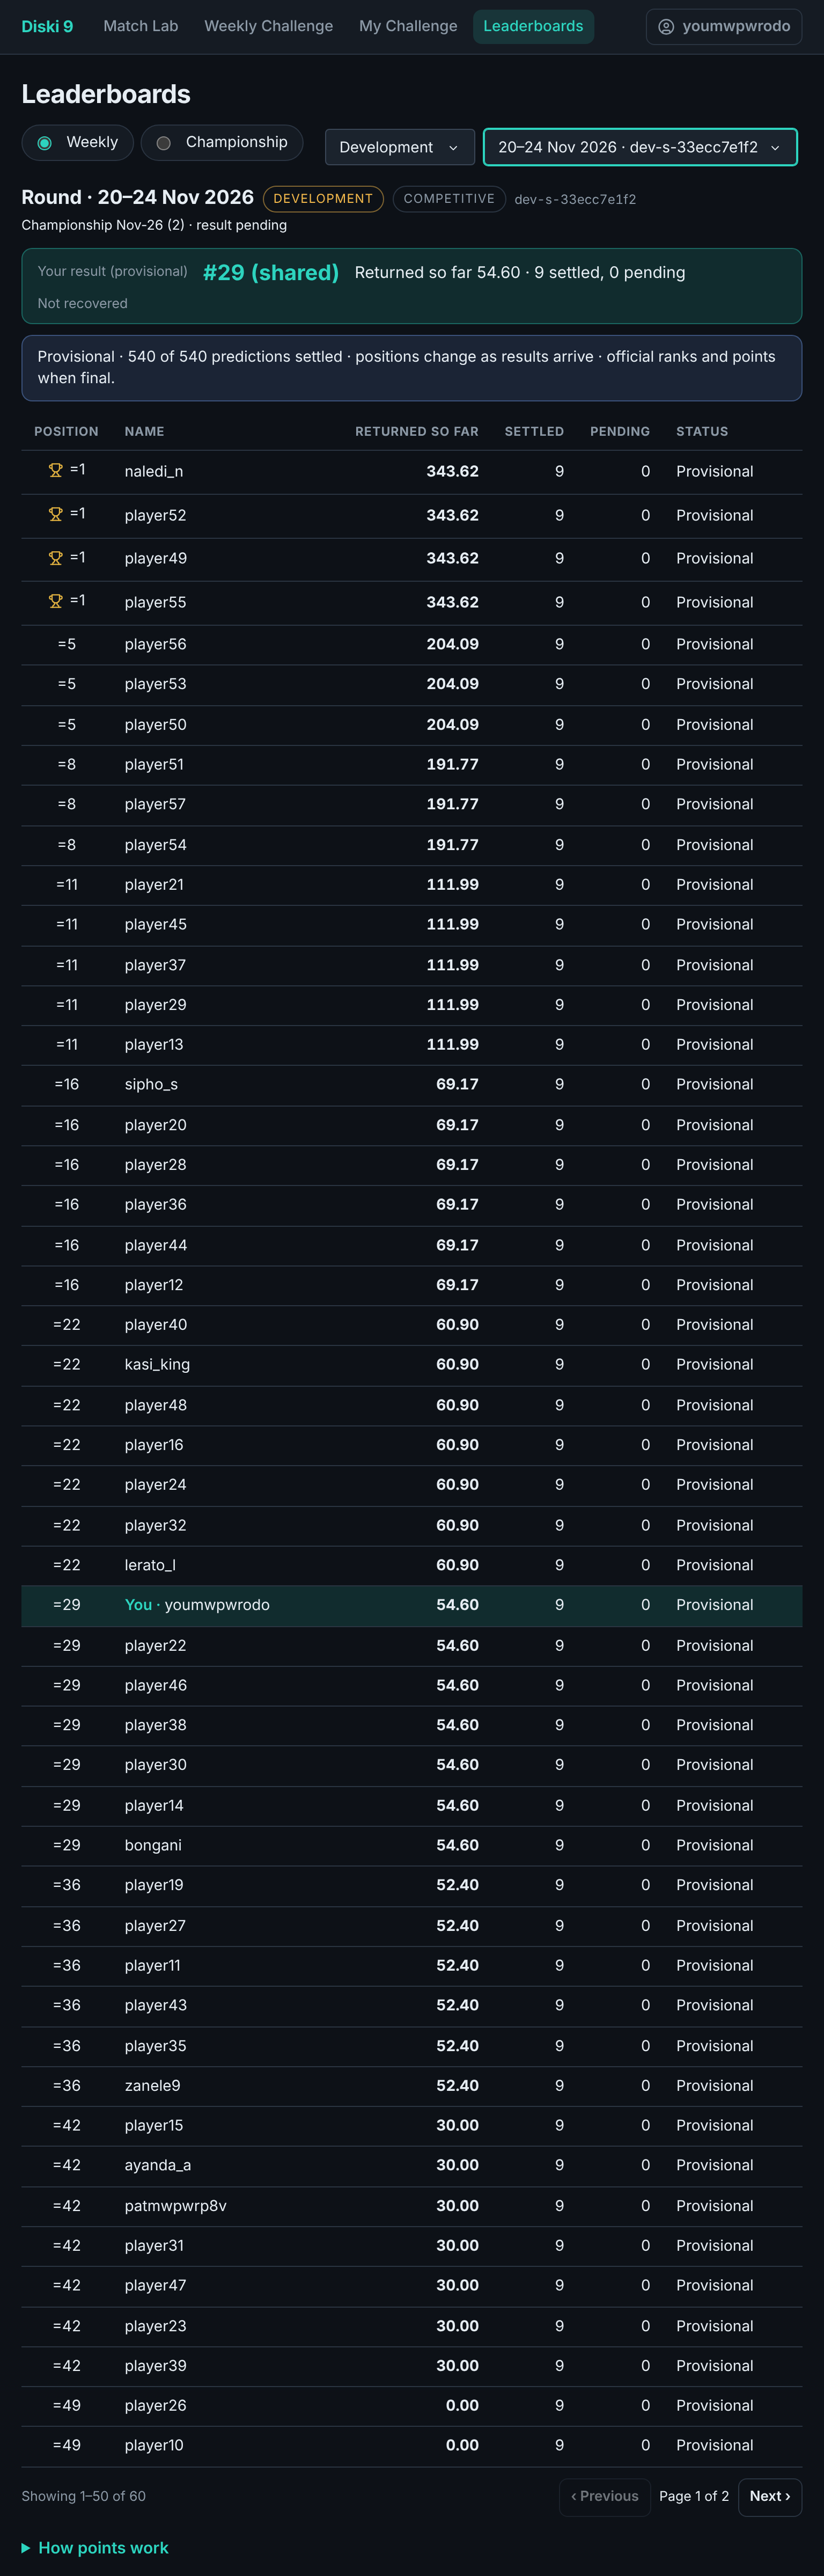 Diski 9 Match Lab Weekly Challenge My Challenge Leaderboards youmwpwrodo
Leaderboards
Weekly Championship Development 20–24 Nov 2026 · dev-s-33ecc7e1f2
Round · 20–24 Nov 2026 DEVELOPMENT COMPETITIVE dev-s-33ecc7e1f2
Championship Nov-26 (2) · result pending
Your result (provisional) #29 (shared) Returned so far 54.60 · 9 settled, 0 pending
Not recovered
Provisional · 540 of 540 predictions settled · positions change as results arrive · official ranks and points
when final.
POSITION NAME RETURNED SO FAR SETTLED PENDING STATUS
=1 naledi_n 343.62 9 0 Provisional
=1 player52 343.62 9 0 Provisional
=1 player49 343.62 9 0 Provisional
=1 player55 343.62 9 0 Provisional
=5 player56 204.09 9 0 Provisional
=5 player53 204.09 9 0 Provisional
=5 player50 204.09 9 0 Provisional
=8 player51 191.77 9 0 Provisional
=8 player57 191.77 9 0 Provisional
=8 player54 191.77 9 0 Provisional
=11 player21 111.99 9 0 Provisional
=11 player45 111.99 9 0 Provisional
=11 player37 111.99 9 0 Provisional
=11 player29 111.99 9 0 Provisional
=11 player13 111.99 9 0 Provisional
=16 sipho_s 69.17 9 0 Provisional
=16 player20 69.17 9 0 Provisional
=16 player28 69.17 9 0 Provisional
=16 player36 69.17 9 0 Provisional
=16 player44 69.17 9 0 Provisional
=16 player12 69.17 9 0 Provisional
=22 player40 60.90 9 0 Provisional
=22 kasi_king 60.90 9 0 Provisional
=22 player48 60.90 9 0 Provisional
=22 player16 60.90 9 0 Provisional
=22 player24 60.90 9 0 Provisional
=22 player32 60.90 9 0 Provisional
=22 lerato_l 60.90 9 0 Provisional
=29 You · youmwpwrodo 54.60 9 0 Provisional
=29 player22 54.60 9 0 Provisional
=29 player46 54.60 9 0 Provisional
=29 player38 54.60 9 0 Provisional
=29 player30 54.60 9 0 Provisional
=29 player14 54.60 9 0 Provisional
=29 bongani 54.60 9 0 Provisional
=36 player19 52.40 9 0 Provisional
=36 player27 52.40 9 0 Provisional
=36 player11 52.40 9 0 Provisional
=36 player43 52.40 9 0 Provisional
=36 player35 52.40 9 0 Provisional
=36 zanele9 52.40 9 0 Provisional
=42 player15 30.00 9 0 Provisional
=42 ayanda_a 30.00 9 0 Provisional
=42 patmwpwrp8v 30.00 9 0 Provisional
=42 player31 30.00 9 0 Provisional
=42 player47 30.00 9 0 Provisional
=42 player23 30.00 9 0 Provisional
=42 player39 30.00 9 0 Provisional
=49 player26 0.00 9 0 Provisional
=49 player10 0.00 9 0 Provisional
Showing 1–50 of 60 ‹ Previous Page 1 of 2 Next ›
How points work